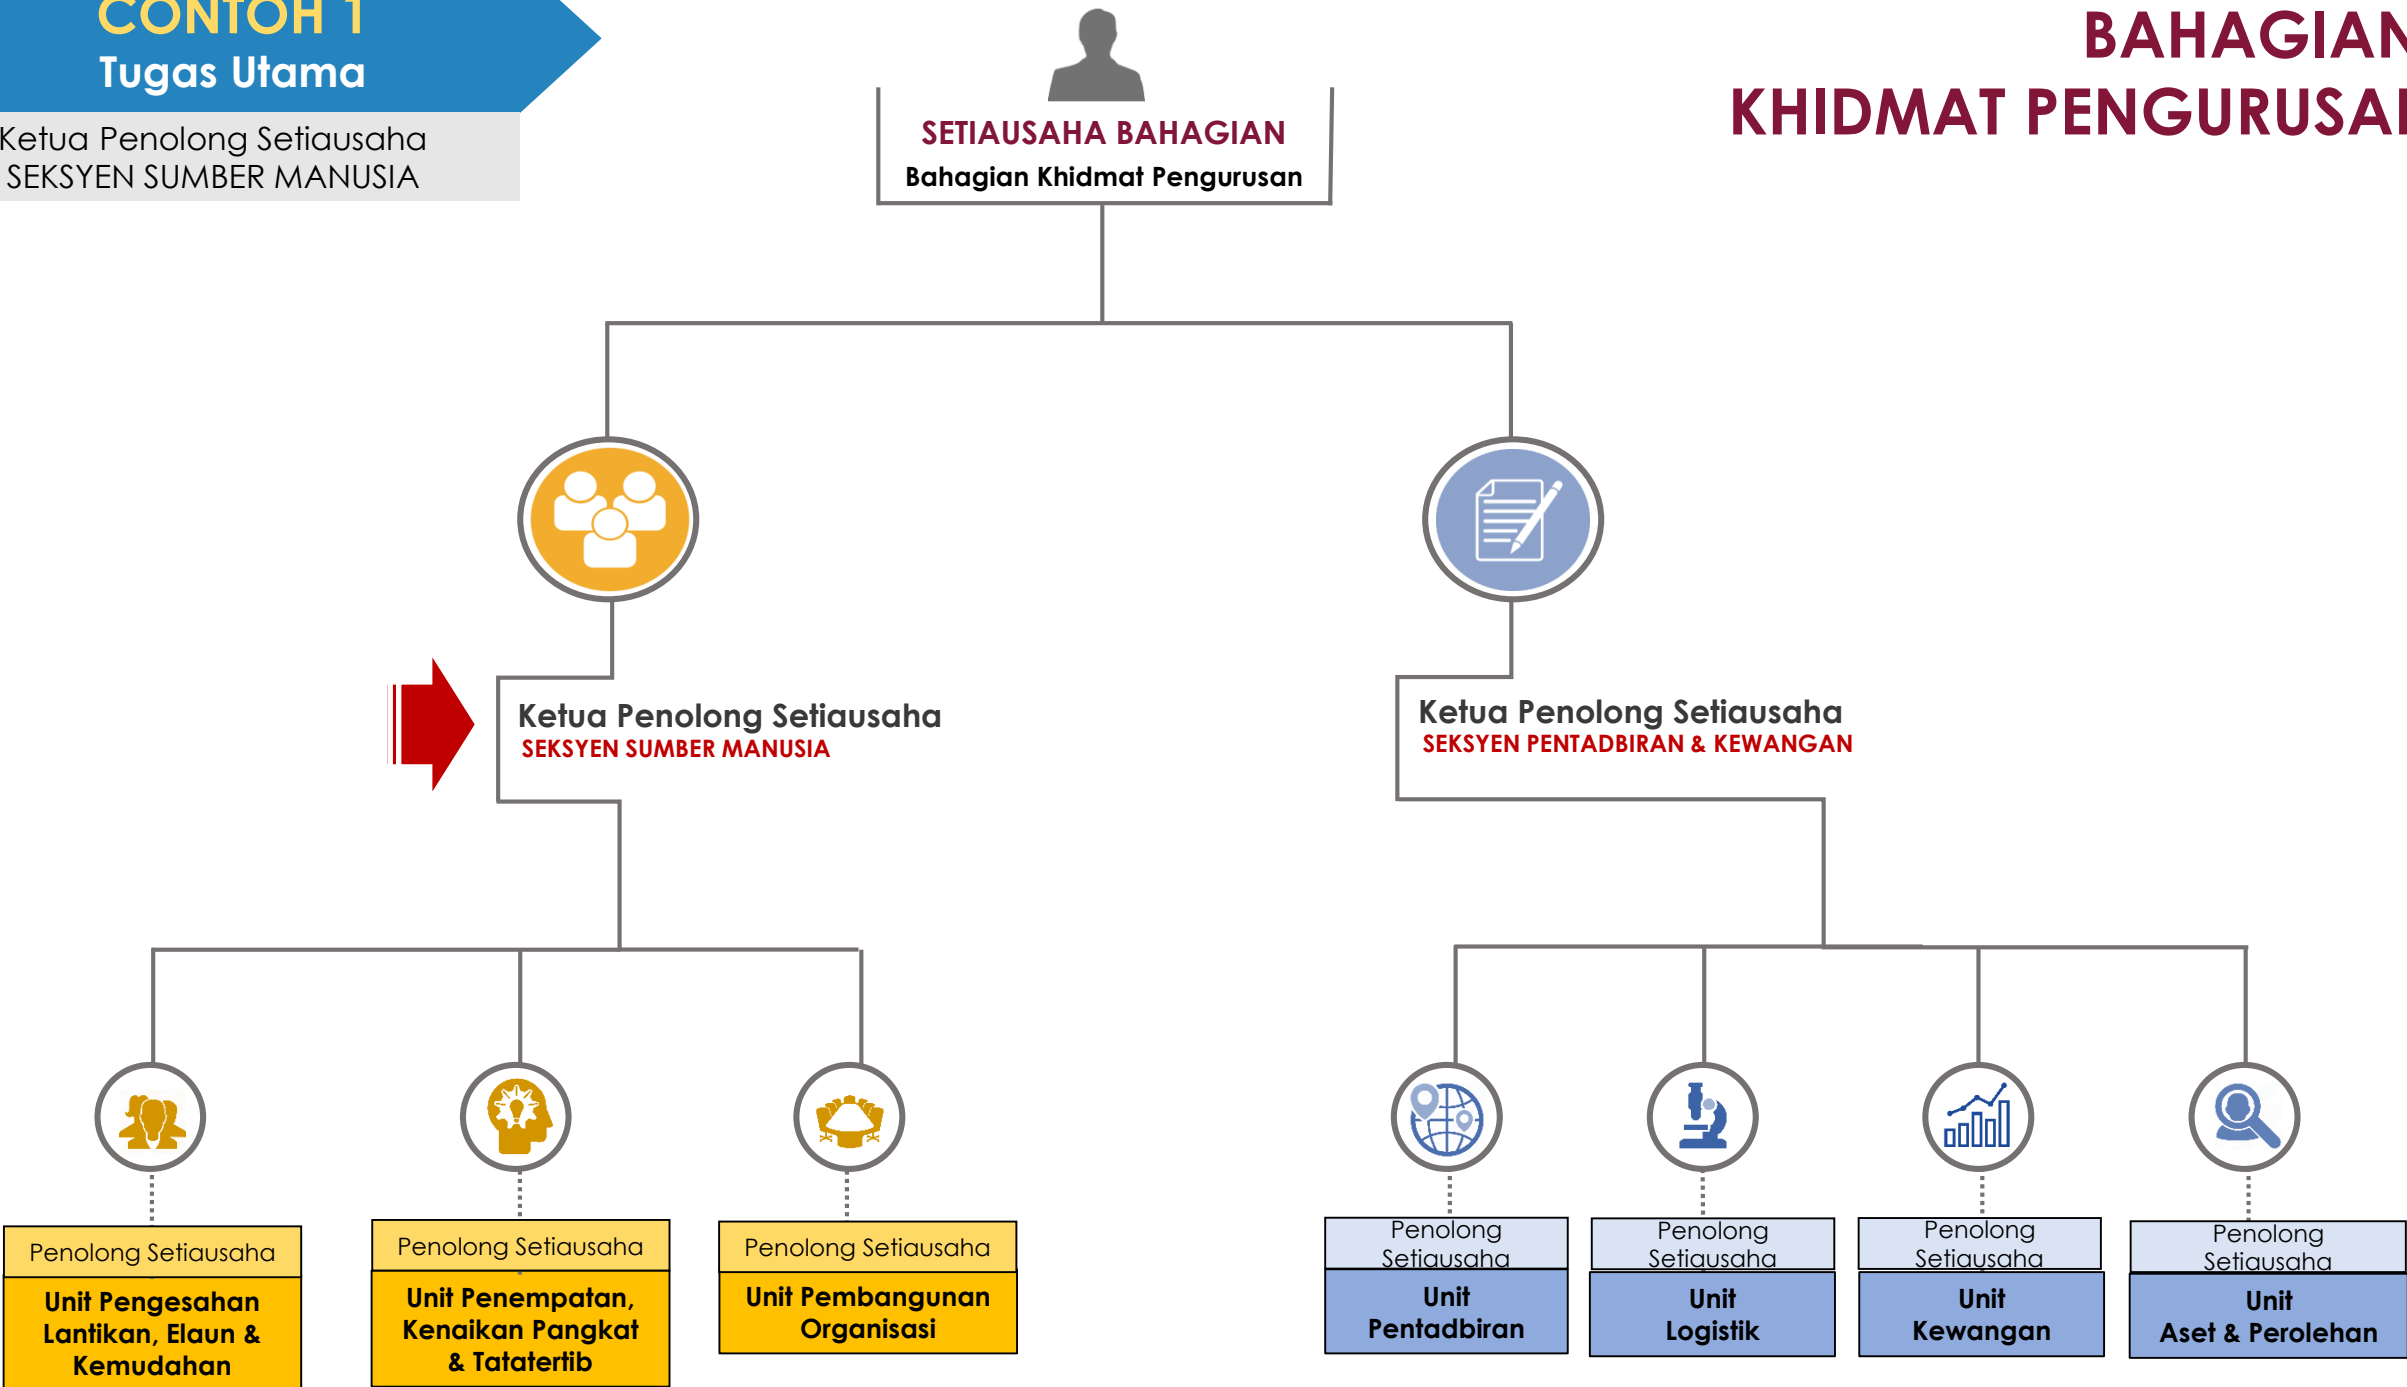 CONTOH 1
Tugas Utama
Ketua Penolong Setiausaha
SEKSYEN SUMBER MANUSIA
BAHAGIAN
KHIDMAT PENGURUSAN
SETIAUSAHA BAHAGIAN
Bahagian Khidmat Pengurusan
Ketua Penolong Setiausaha
SEKSYEN SUMBER MANUSIA
Ketua Penolong Setiausaha
SEKSYEN PENTADBIRAN & KEWANGAN
Penolong Setiausaha
Unit Pengesahan
Lantikan, Elaun &
Kemudahan
Penolong Setiausaha
Unit Penempatan,
Kenaikan Pangkat
& Tatatertib
Penolong Setiausaha
Unit Pembangunan
Organisasi
Penolong
Setiausaha
Unit
Pentadbiran
Penolong
Setiausaha
Unit
Logistik
Penolong
Setiausaha
Unit
Kewangan
Penolong
Setiausaha
Unit
Aset & Perolehan